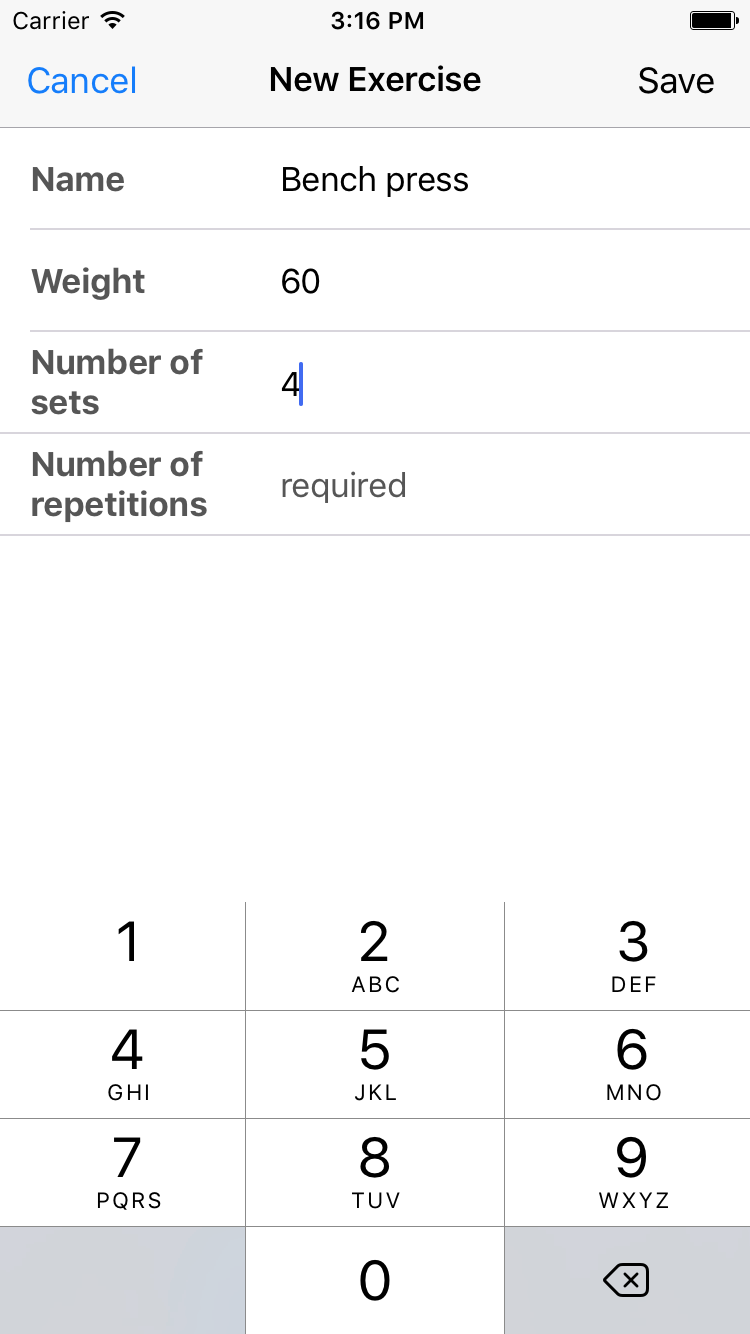 Carrier 3:16 PM
Cancel New Exercise Save
Name Bench press
Weight 60
Number of
sets
4
Number of
repetitions
required
1 2 3
ABC DEF
4 5 6
GHI JKL MNO
7 8 9
PQRS TUV WXYZ
0